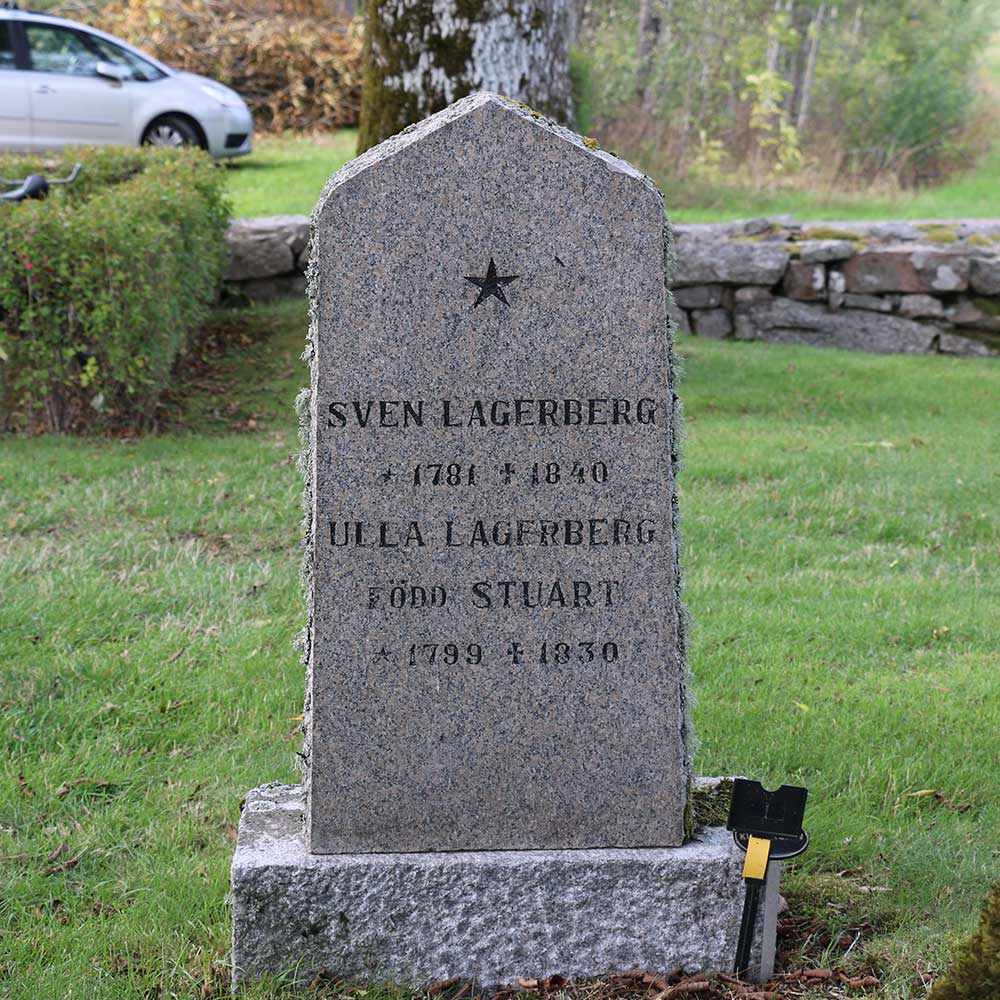 SVEN LAGERBERG
* 1781 ✝ 1840
ULLA LAGERBERG
FÖDD STUART
* 1799 ✝ 1830